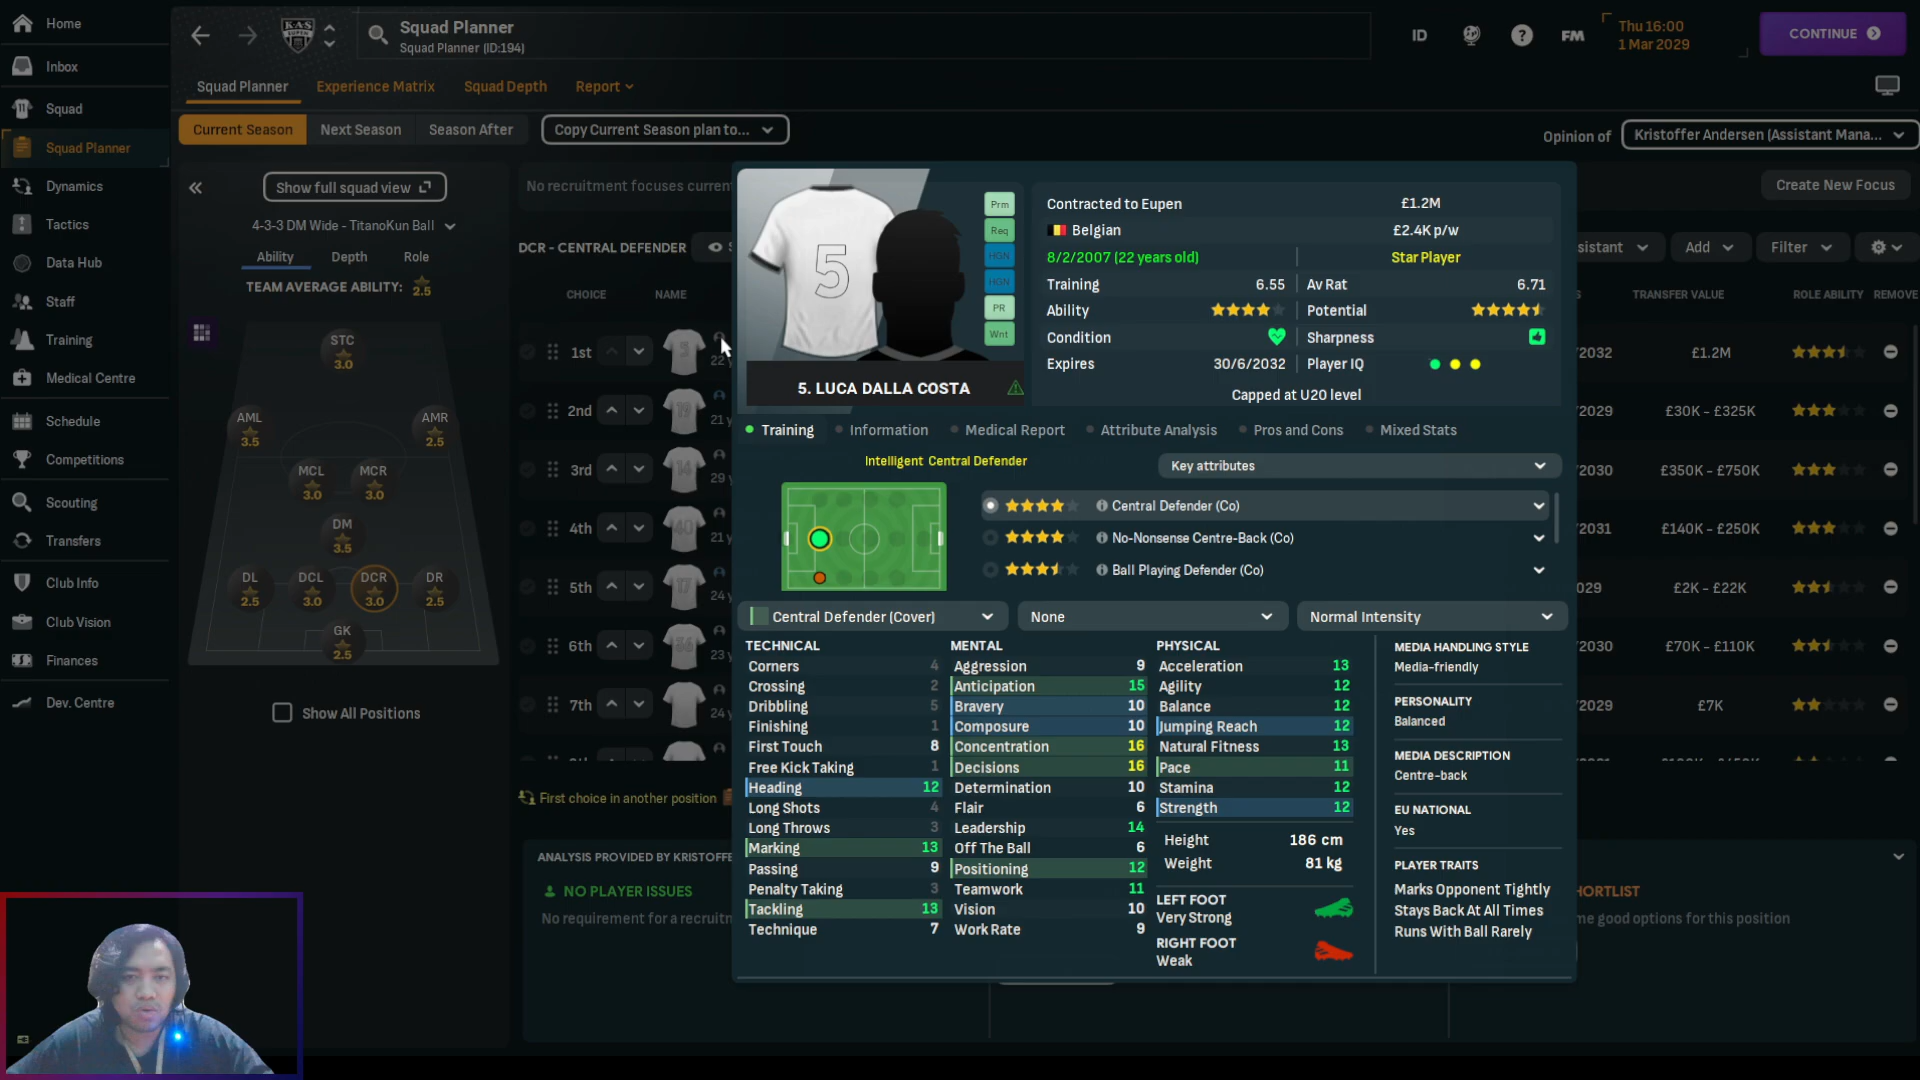 Home
Inbox
Squad
Squad Planner
Dynamics
Tactics
Data Hub
Staff
Training
Medical Centre
Schedule
Competitions
Scouting
Transfers
Club Info
Club Vision
Finances
Dev. Centre
KAS
EUPEN
Squad Planner
Squad Planner (ID:194)
ID
?
FM
Thu 16:00
1 Mar 2029
CONTINUE
Squad Planner Experience Matrix Squad Depth Report
Current Season Next Season Season After Copy Current Season plan to...
Opinion of Kristoffer Andersen (Assistant Mana...
Show full squad view
4-3-3 DM Wide - TitanoKun Ball
Ability Depth Role
TEAM AVERAGE ABILITY: 2.5
STC
3.0
AML
3.5
AMR
2.5
MCL
3.0
MCR
3.0
DM
3.5
DL
2.5
DCL
3.0
DCR
3.0
DR
2.5
GK
2.5
Show All Positions
No recruitment focuses curren
Create New Focus
DCR - CENTRAL DEFENDER
ssistant Add Filter
CHOICE NAME
TRANSFER VALUE ROLE ABILITY REMOVE
1st 5 22 y /2032 £1.2M
2nd 21 y /2029 £30K - £325K
3rd 14 29 y /2030 £350K - £750K
4th 40 21 y /2031 £140K - £250K
5th 17 24 y /2029 £2K - £22K
6th 23 y /2030 £70K - £110K
7th 24 y /2029 £7K
First choice in another position
ANALYSIS PROVIDED BY KRISTOFFE
NO PLAYER ISSUES
No requirement for a recruitm
HORTLIST
me good options for this position
5
Prm
Req
HGN
HGN
PR
Wnt
5. LUCA DALLA COSTA
Contracted to Eupen £1.2M
Belgian £2.4K p/w
8/2/2007 (22 years old) Star Player
Training 6.55 Av Rat 6.71
Ability Potential
Condition Sharpness
Expires 30/6/2032 Player IQ
Capped at U20 level
Training Information Medical Report Attribute Analysis Pros and Cons Mixed Stats
Intelligent Central Defender
Key attributes
Central Defender (Co)
No-Nonsense Centre-Back (Co)
Ball Playing Defender (Co)
Central Defender (Cover) None Normal Intensity
TECHNICAL
Corners 4
Crossing 2
Dribbling 5
Finishing 1
First Touch 8
Free Kick Taking 1
Heading 12
Long Shots 4
Long Throws 3
Marking 13
Passing 9
Penalty Taking 3
Tackling 13
Technique 7
MENTAL
Aggression 9
Anticipation 15
Bravery 10
Composure 10
Concentration 16
Decisions 16
Determination 10
Flair 6
Leadership 14
Off The Ball 6
Positioning 12
Teamwork 11
Vision 10
Work Rate 9
PHYSICAL
Acceleration 13
Agility 12
Balance 12
Jumping Reach 12
Natural Fitness 13
Pace 11
Stamina 12
Strength 12
Height 186 cm
Weight 81 kg
LEFT FOOT
Very Strong
RIGHT FOOT
Weak
MEDIA HANDLING STYLE
Media-friendly
PERSONALITY
Balanced
MEDIA DESCRIPTION
Centre-back
EU NATIONAL
Yes
PLAYER TRAITS
Marks Opponent Tightly
Stays Back At All Times
Runs With Ball Rarely